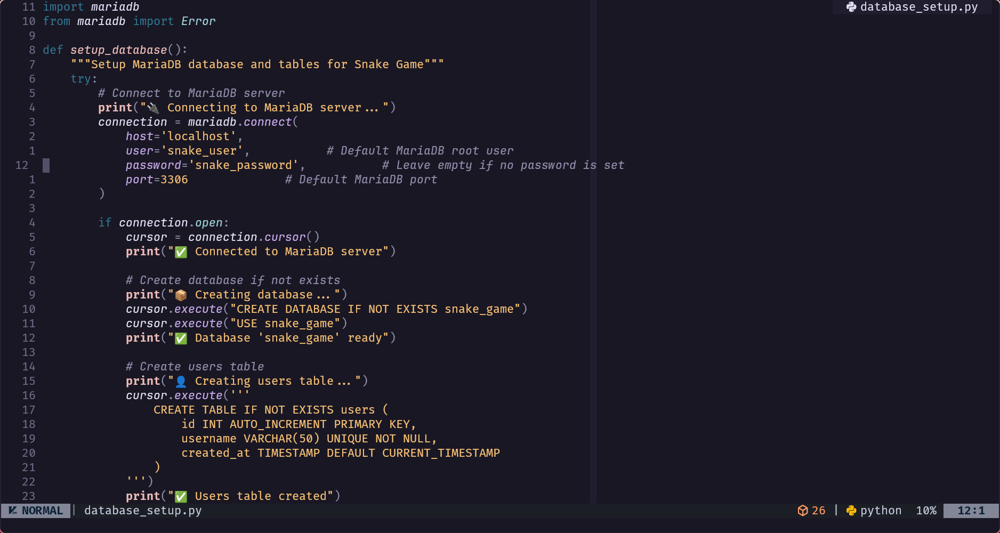 11 import mariadb
database_setup.py
10 from mariadb import Error
9
8 def setup_database():
7     """Setup MariaDB database and tables for Snake Game"""
6     try:
5         # Connect to MariaDB server
4         print("🔌 Connecting to MariaDB server...")
3         connection = mariadb.connect(
2             host='localhost',
1             user='snake_user',           # Default MariaDB root user
12             password='snake_password',           # Leave empty if no password is set
1             port=3306              # Default MariaDB port
2         )
3
4         if connection.open:
5             cursor = connection.cursor()
6             print("✅ Connected to MariaDB server")
7
8             # Create database if not exists
9             print("📦 Creating database...")
10             cursor.execute("CREATE DATABASE IF NOT EXISTS snake_game")
11             cursor.execute("USE snake_game")
12             print("✅ Database 'snake_game' ready")
13
14             # Create users table
15             print("👤 Creating users table...")
16             cursor.execute('''
17                 CREATE TABLE IF NOT EXISTS users (
18                     id INT AUTO_INCREMENT PRIMARY KEY,
19                     username VARCHAR(50) UNIQUE NOT NULL,
20                     created_at TIMESTAMP DEFAULT CURRENT_TIMESTAMP
21                 )
22             ''')
23             print("✅ Users table created")
NORMAL | database_setup.py 26 | python 10% 12:1